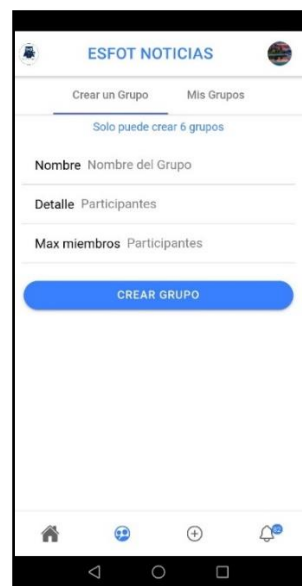 ESFOT NOTICIAS
Crear un Grupo Mis Grupos
Solo puede crear 6 grupos
Nombre Nombre del Grupo
Detalle Participantes
Max miembros Participantes
CREAR GRUPO